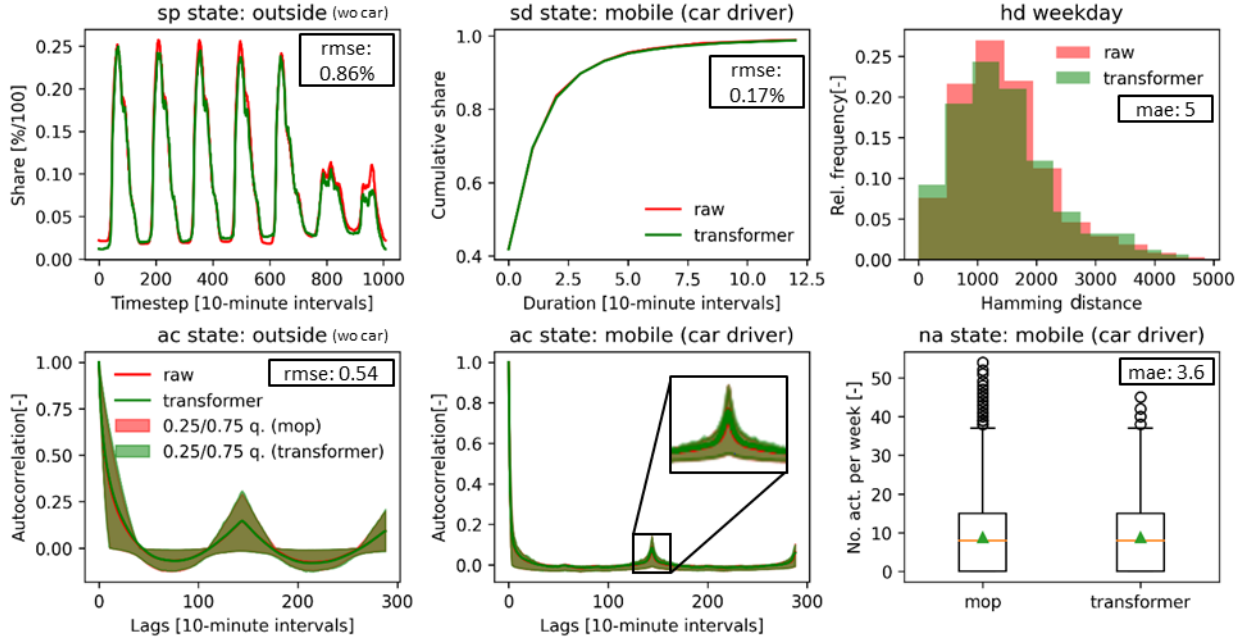 sp state: outside (wo car)
rmse:
0.86%
Share [%/100]
0.25
0.20
0.15
0.10
0.05
0.00
0
200
400
600
800
1000
Timestep [10-minute intervals]
sd state: mobile (car driver)
rmse:
0.17%
Cumulative share
1.0
0.8
0.6
0.4
raw
transformer
0.0
2.5
5.0
7.5
10.0
12.5
Duration [10-minute intervals]
hd weekday
raw
transformer
mae: 5
Rel. frequency[-]
0.25
0.20
0.15
0.10
0.05
0.00
0
1000
2000
3000
4000
5000
Hamming distance
ac state: outside (wo car)
rmse: 0.54
raw
transformer
0.25/0.75 q. (mop)
0.25/0.75 q. (transformer)
Autocorrelation[-]
1.00
0.75
0.50
0.25
0.00
0
100
200
300
Lags [10-minute intervals]
ac state: mobile (car driver)
Autocorrelation[-]
1.0
0.8
0.6
0.4
0.2
0.0
0
100
200
300
Lags [10-minute intervals]
na state: mobile (car driver)
mae: 3.6
No. act. per week [-]
50
40
30
20
10
0
mop
transformer